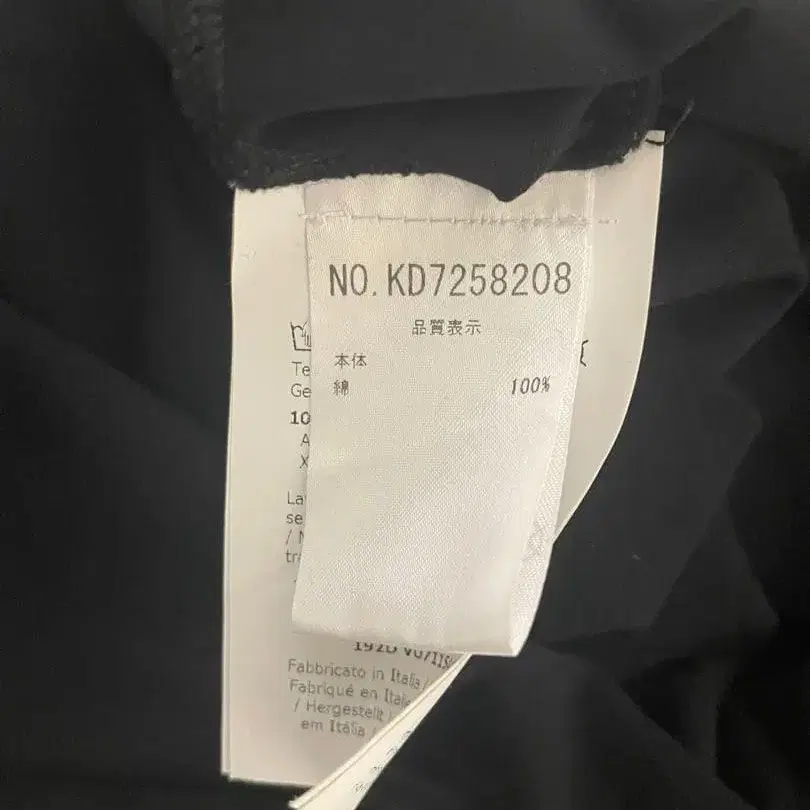 NO. KD7258208
品質表示
本体
綿 100%
Te
Ge
10
A
X
La
se
/
tr
Fabbricato in Italia /
Fabriqué en Italie
/ Hergestellt
em Itália /